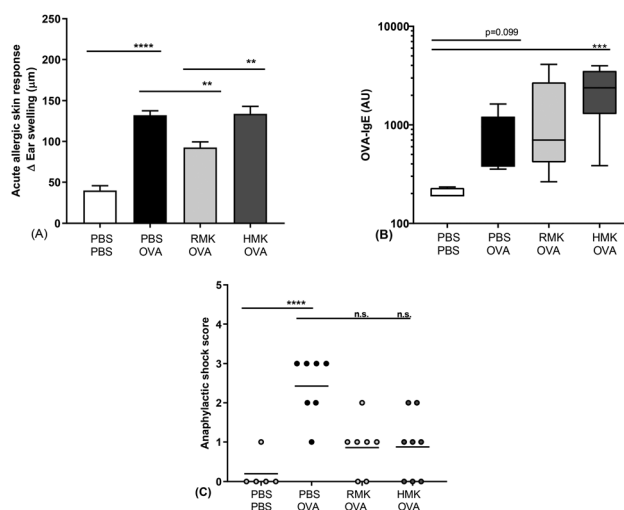 Acute allergic skin response
Δ Ear swelling (μm)
250
200
150
100
50
0
****
**
**
PBS PBS RMK HMK
PBS OVA OVA OVA
(A)
OVA-IgE (AU)
10000
1000
100
p=0.099
***
PBS PBS RMK HMK
PBS OVA OVA OVA
(B)
Anaphylactic shock score
5
4
3
2
1
0
****
n.s. n.s.
PBS PBS RMK HMK
PBS OVA OVA OVA
(C)